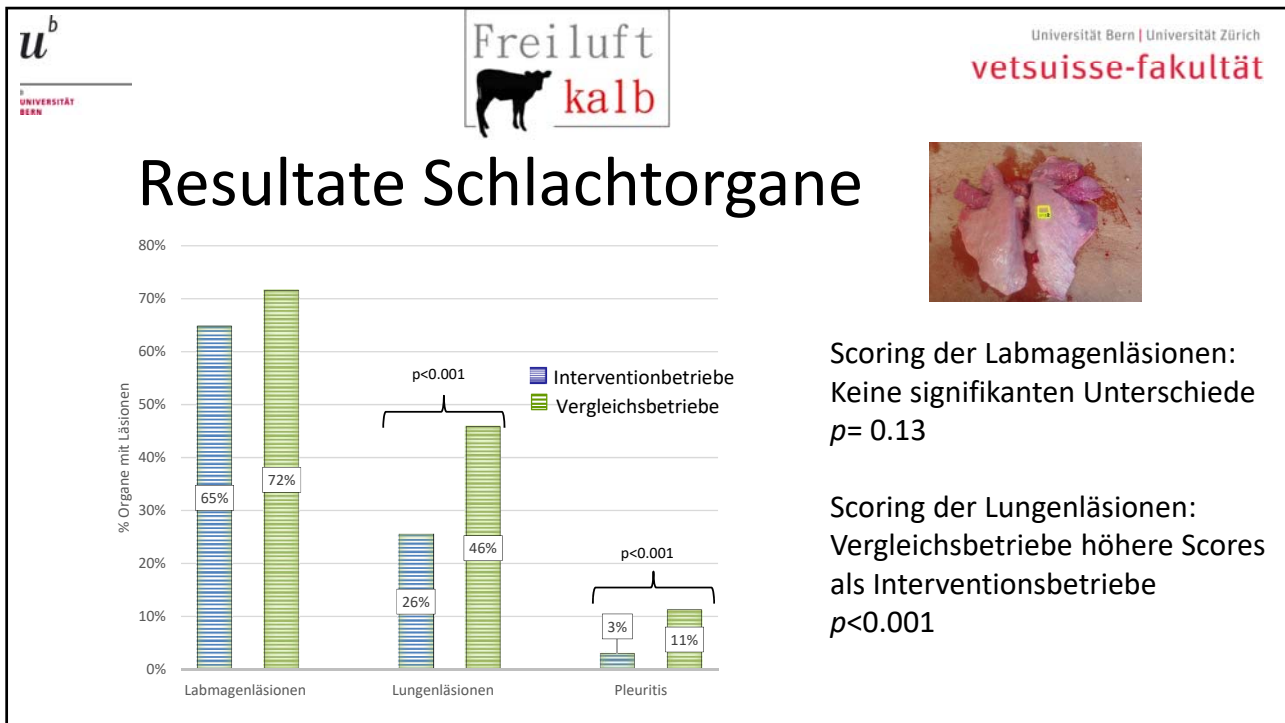 u^b
b
UNIVERSITÄT
BERN
Freiluft
kalb
Universität Bern | Universität Zürich
vetsuisse-fakultät
Resultate Schlachtorgane
80%
70%
60%
50%
40%
30%
20%
10%
0%
% Organe mit Läsionen
65%
72%
26%
46%
3%
11%
p<0.001
p<0.001
Interventionbetriebe
Vergleichsbetriebe
Labmagenläsionen
Lungenläsionen
Pleuritis
Scoring der Labmagenläsionen:
Keine signifikanten Unterschiede
p= 0.13
Scoring der Lungenläsionen:
Vergleichsbetriebe höhere Scores
als Interventionsbetriebe
p<0.001